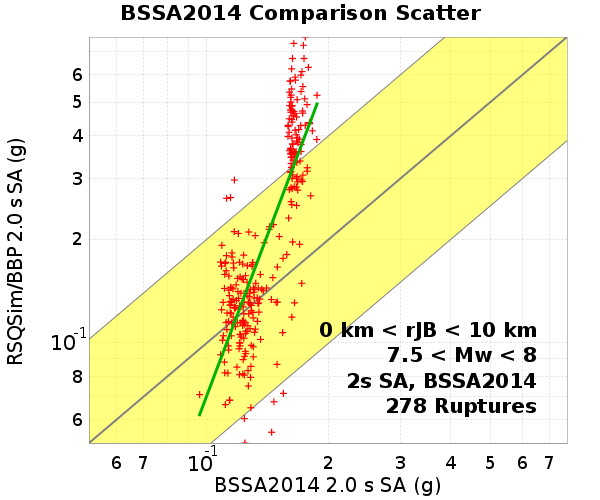 BSSA2014 Comparison Scatter
RSQSim/BBP 2.0 s SA (g)
6
5
4
3
2
10⁻¹
8
6
0 km < rJB < 10 km
7.5 < Mw < 8
2s SA, BSSA2014
278 Ruptures
6 7 10⁻¹ 2 3 4 5 6 7
BSSA2014 2.0 s SA (g)